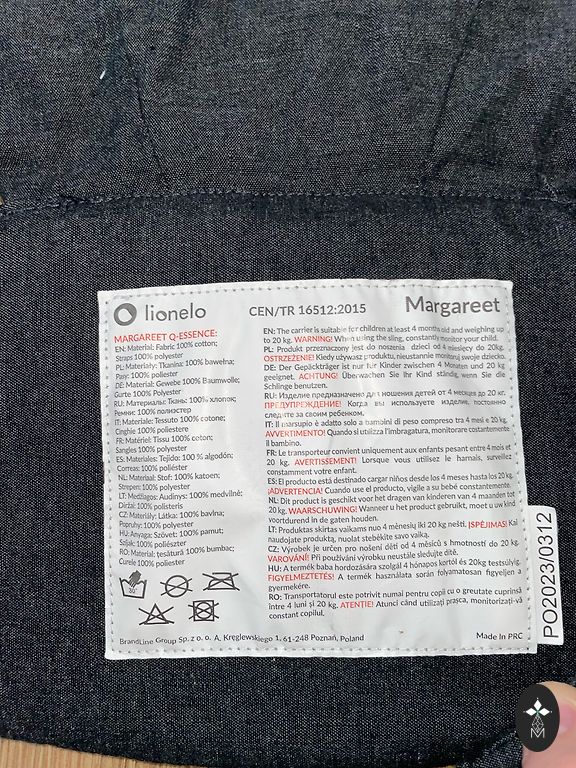 lionelo
CEN/TR 16512:2015
Margareet
MARGAREET Q-ESSENCE:
EN: Material: Fabric 100% cotton;
Straps 100% polyester
PL: Materiały: Tkanina: 100% bawełna;
Pasy: 100% poliester
DE: Material: Gewebe 100% Baumwolle;
Gurte 100% Polyester
RU: Материалы: Ткань: 100% хлопок;
Ремни: 100% полиэстер
IT: Materiale: Tessuto 100% cotone;
Cinghie 100% poliestere
FR: Matériel: Tissu 100% coton;
Sangles 100% polyester
ES: Materiales: Tejido: 100 % algodón;
Correas: 100% poliéster
NL: Materiaal: Stof: 100% katoen;
Strepen: 100% polyester
LT: Medžiagos: Audinys: 100% medvilnė;
Diržai: 100% polisteris
CZ: Materiály: Látka: 100% bavlna;
Popruhy: 100% polyester
HU: Anyaga: Szövet: 100% pamut;
Szíjak: 100% poliészter
RO: Material: țesătură 100% bumbac;
Curele 100% poliester
EN: The carrier is suitable for children at least 4 months old and weighing up
to 20 kg. WARNING! When using the sling, constantly monitor your child.
PL: Produkt przeznaczony jest do noszenia dzieci od 4 miesięcy do 20kg.
OSTRZEŻENIE! Kiedy używasz produktu, nieustannie monitoruj swoje dziecko.
DE: Der Gepäckträger ist nur für Kinder zwischen 4 Monaten und 20 kg
geeignet. ACHTUNG! Überwachen Sie Ihr Kind ständig, wenn Sie die
Schlinge benutzen.
RU: Изделие предназначено для ношения детей от 4 месяцев до 20 кг.
ПРЕДУПРЕЖДЕНИЕ! Когда вы используете изделие, постоянно
следите за своим ребенком.
IT: Il marsupio è adatto solo a bambini di peso compreso tra 4 mesi e 20 kg.
AVVERTIMENTO! Quando si utilizza l'imbragatura, monitorare costantemente
il bambino.
FR: Le transporteur convient uniquement aux enfants pesant entre 4 mois et
20 kg. AVERTISSEMENT! Lorsque vous utilisez le harnais, surveillez
constamment votre enfant.
ES: El producto está destinado cargar niños desde los 4 meses hasta los 20 kg.
¡ADVERTENCIA! Cuando use el producto, vigile a su bebé constantemente.
NL: Dit product is geschikt voor het dragen van kinderen van 4 maanden tot
20 kg. WAARSCHUWING! Wanneer u het product gebruikt, moet u uw kind
voortdurend in de gaten houden.
LT: Produktas skirtas vaikams nuo 4 mėnesių iki 20 kg nešti. ĮSPĖJIMAS! Kai
naudojate produktą, nuolat stebėkite savo vaiką.
CZ: Výrobek je určen pro nošení dětí od 4 měsíců s hmotností do 20 kg.
VAROVÁNÍ! Při používání výrobku neustále sledujte dítě.
HU: A termék baba hordozására szolgál 4 hónapos kortól és 20kg testsúlyig.
FIGYELMEZTETÉS! A termék használata során folyamatosan figyeljen a
gyermekére.
RO: Transportatorul este potrivit numai pentru copii cu o greutate cuprinsă
între 4 luni și 20 kg. ATENȚIE! Atunci când utilizați prașca, monitorizați-vă
constant copilul.
30°
BrandLine Group Sp. z o. o. A. Kręglewskiego 1, 61-248 Poznań, Poland
Made in PRC
PO2023/0312
M